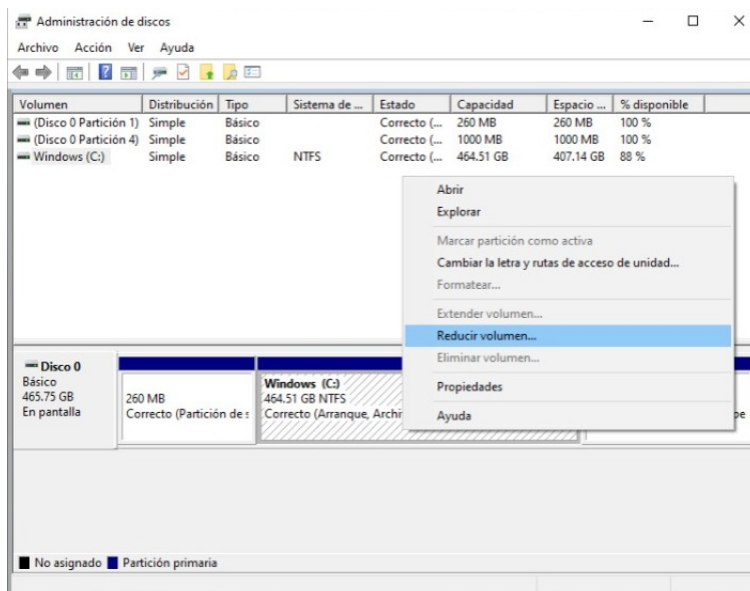 Administración de discos
Archivo Acción Ver Ayuda
Volumen Distribución Tipo Sistema de ... Estado Capacidad Espacio ... % disponible
(Disco 0 Partición 1) Simple Básico Correcto (... 260 MB 260 MB 100 %
(Disco 0 Partición 4) Simple Básico Correcto (... 1000 MB 1000 MB 100 %
Windows (C:) Simple Básico NTFS Correcto (... 464.51 GB 407.14 GB 88 %
Abrir
Explorar
Marcar partición como activa
Cambiar la letra y rutas de acceso de unidad...
Formatear...
Extender volumen...
Reducir volumen...
Eliminar volumen...
Propiedades
Ayuda
Disco 0
Básico
465.75 GB
En pantalla
260 MB
Correcto (Partición de
Windows (C:)
464.51 GB NTFS
Correcto (Arranque, Archi
No asignado Partición primaria